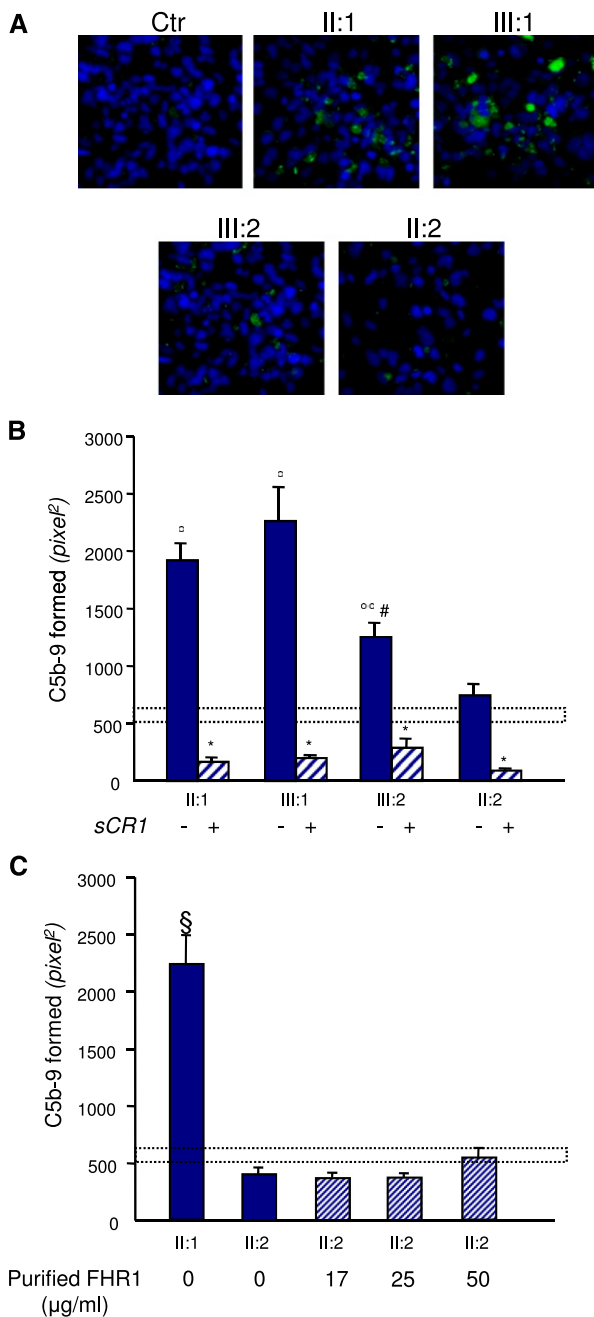 A
Ctr II:1 III:1
III:2 II:2
B
C5b-9 formed (pixel²)
3000
2500
2000
1500
1000
500
0
¤ ¤ °° #
* * * *
II:1 III:1 III:2 II:2
sCR1 - + - + - + - +
C
C5b-9 formed (pixel²)
3000
2500
2000
1500
1000
500
0
§
II:1 II:2 II:2 II:2 II:2
Purified FHR1 0 0 17 25 50
(µg/ml)